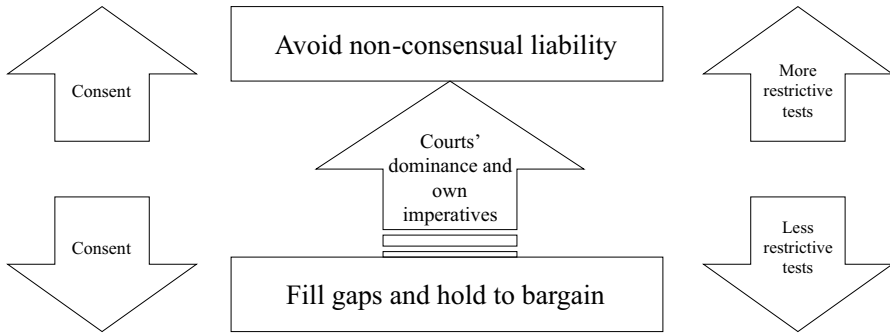 Avoid non-consensual liability
Consent
More
restrictive
tests
Courts’
dominance and
own
imperatives
Consent
Less
restrictive
tests
Fill gaps and hold to bargain